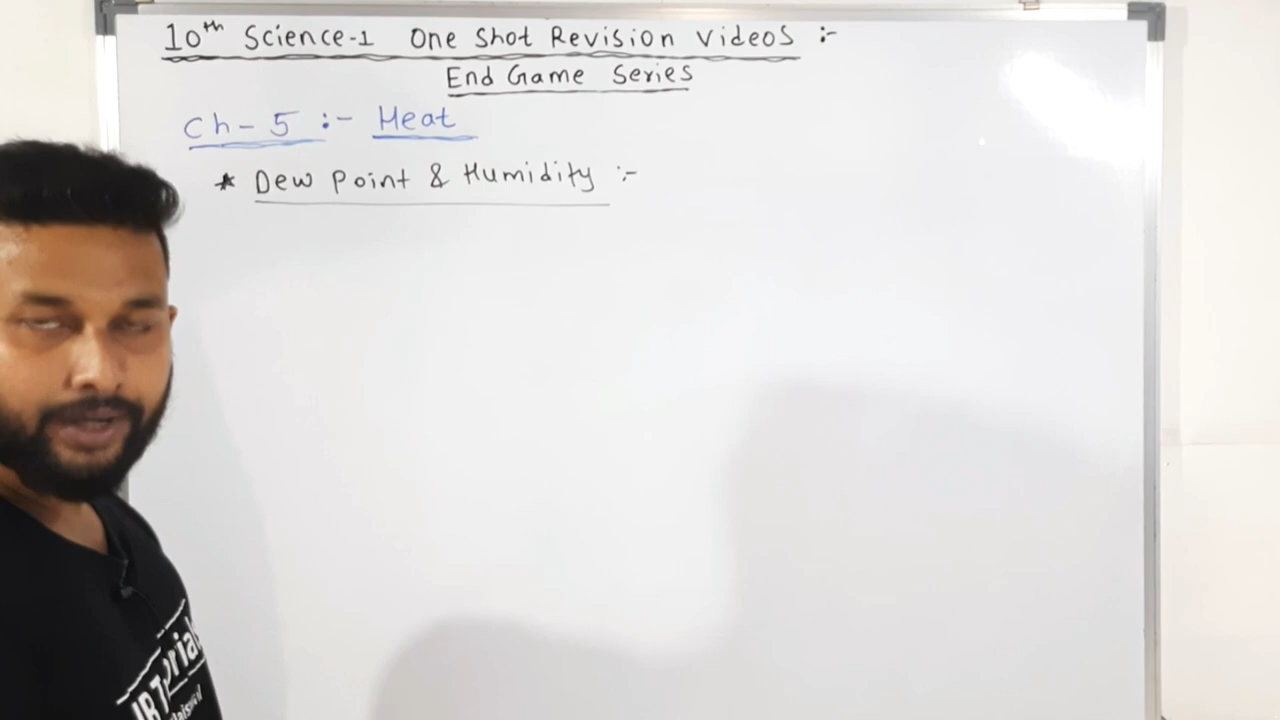 10th Science-1 One Shot Revision Videos :-
End Game Series
Ch - 5 :- Heat
* Dew Point & Humidity :-